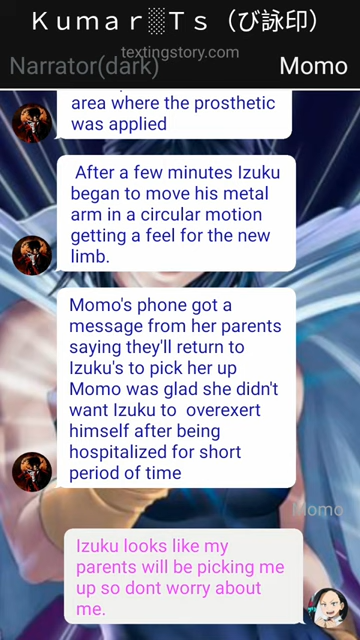 Ｋｕｍａｒ░Ｔｓ（び詠印）
textingstory.com
Narrator(dark) Momo
area where the prosthetic
was applied
After a few minutes Izuku
began to move his metal
arm in a circular motion
getting a feel for the new
limb.
Momo's phone got a
message from her parents
saying they'll return to
Izuku's to pick her up
Momo was glad she didn't
want Izuku to  overexert
himself after being
hospitalized for short
period of time
Momo
Izuku looks like my
parents will be picking me
up so dont worry about
me.